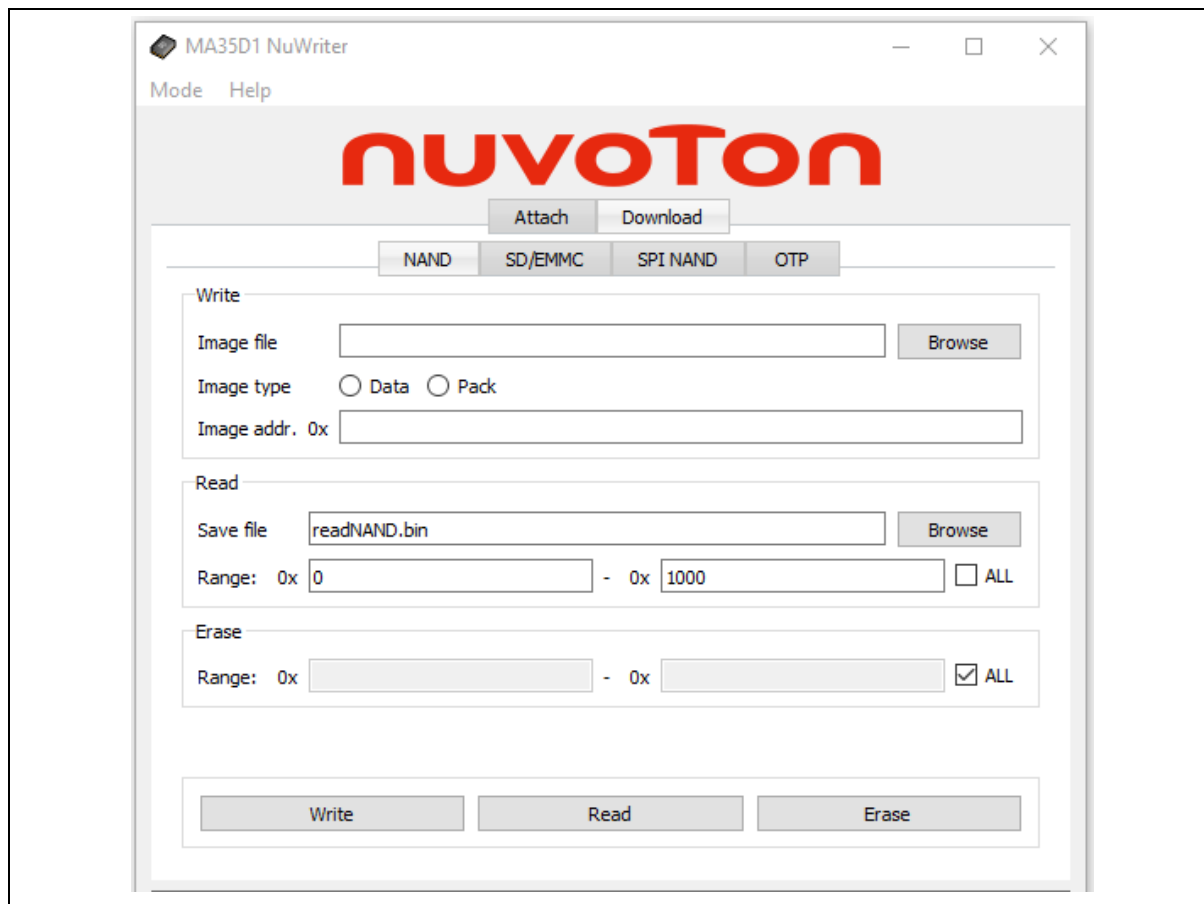 MA35D1 NuWriter
Mode Help
nuvoTon
Attach Download
NAND SD/EMMC SPI NAND OTP
Write
Image file Browse
Image type Data Pack
Image addr. 0x
Read
Save file readNAND.bin Browse
Range: 0x 0 - 0x 1000 ALL
Erase
Range: 0x - 0x ALL
Write Read Erase